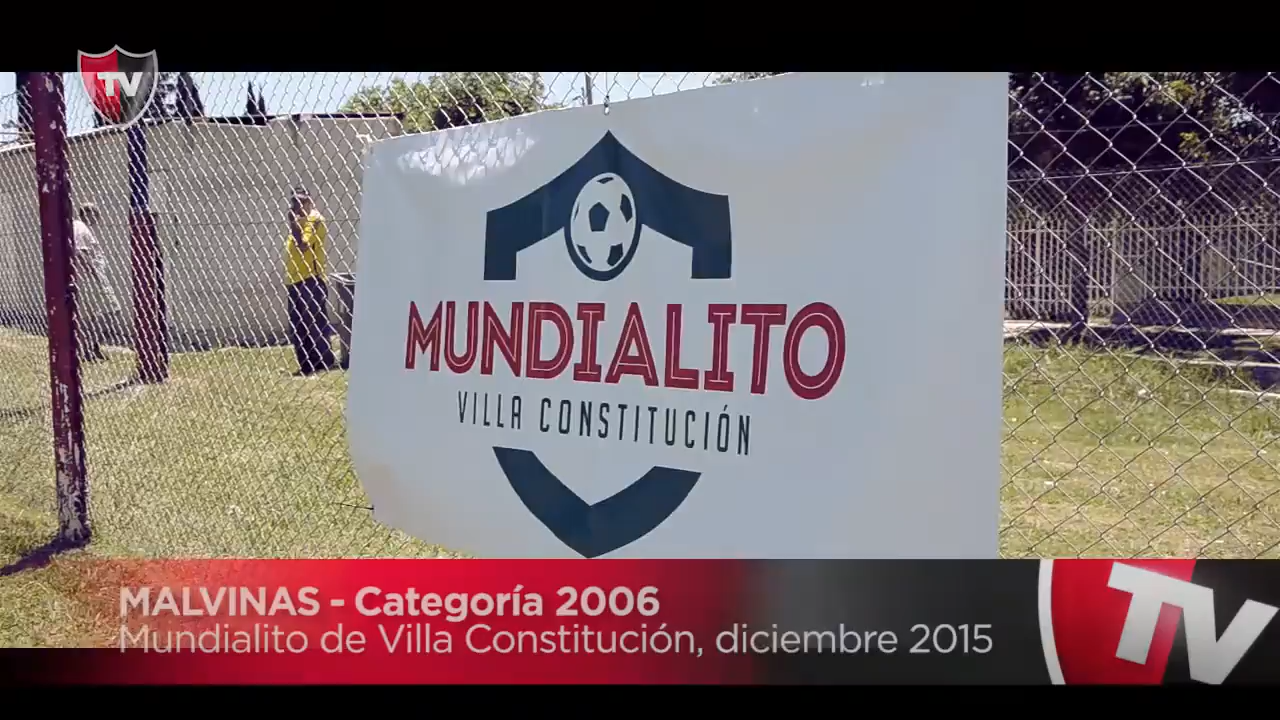 TV
MUNDIALITO
VILLA CONSTITUCIÓN
MALVINAS - Categoría 2006
Mundialito de Villa Constitución, diciembre 2015
TV